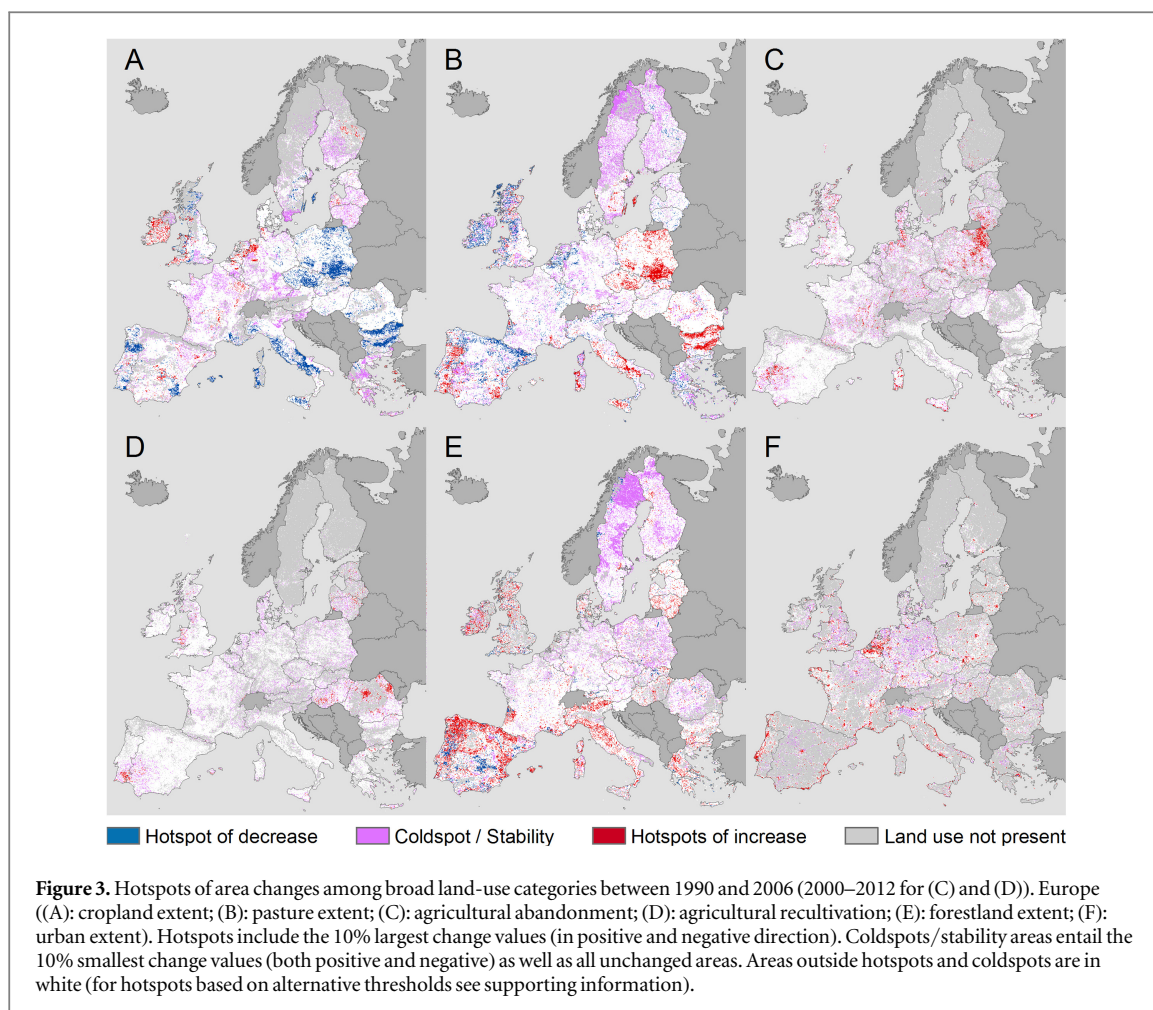 A
B
C
D
E
F
Hotspot of decrease
Coldspot / Stability
Hotspots of increase
Land use not present
Figure 3. Hotspots of area changes among broad land-use categories between 1990 and 2006 (2000–2012 for (C) and (D)). Europe
((A): cropland extent; (B): pasture extent; (C): agricultural abandonment; (D): agricultural recultivation; (E): forestland extent; (F):
urban extent). Hotspots include the 10% largest change values (in positive and negative direction). Coldspots/stability areas entail the
10% smallest change values (both positive and negative) as well as all unchanged areas. Areas outside hotspots and coldspots are in
white (for hotspots based on alternative thresholds see supporting information).